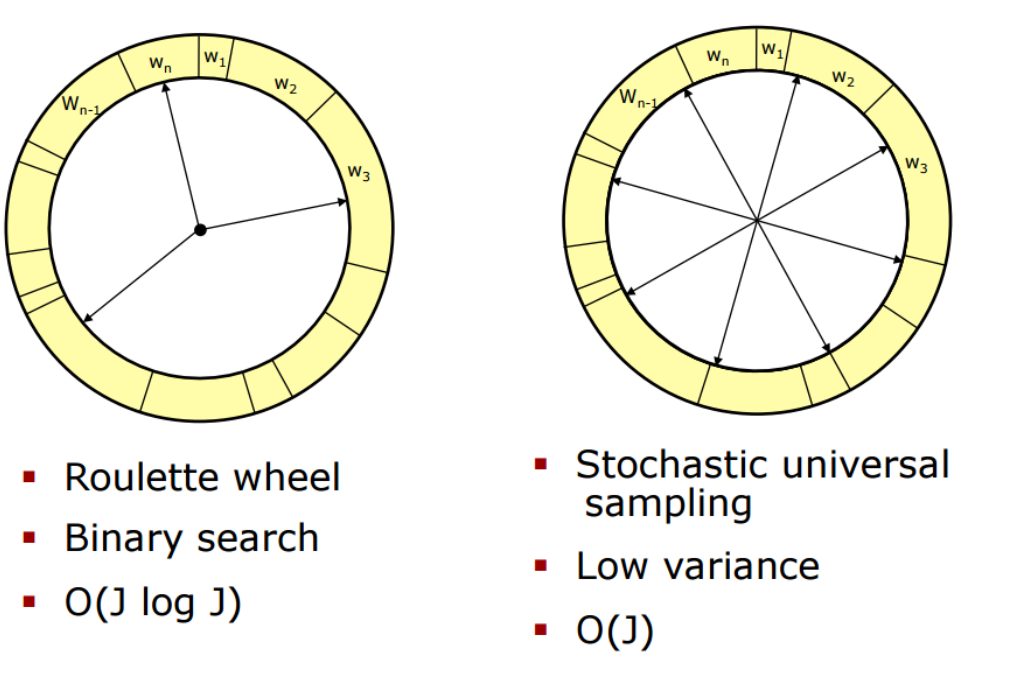 wₙ
w₁
w₂
Wₙ₋₁
w₃
wₙ
w₁
w₂
Wₙ₋₁
w₃
▪ Roulette wheel
▪ Binary search
▪ O(J log J)
▪ Stochastic universal
sampling
▪ Low variance
▪ O(J)